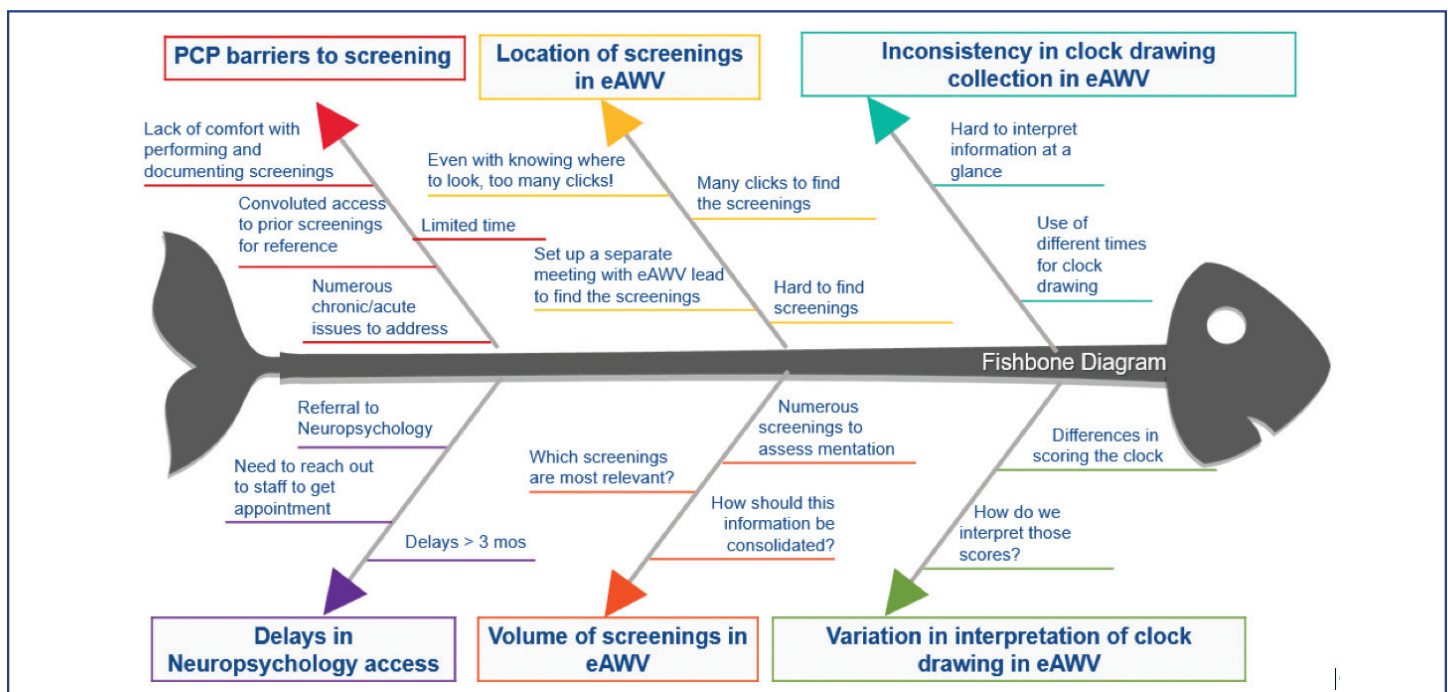 PCP barriers to screening
Location of screenings
in eAWV
Inconsistency in clock drawing
collection in eAWV
Lack of comfort with
performing and
documenting screenings
Convoluted access
to prior screenings
for reference
Limited time
Numerous
chronic/acute
issues to address
Even with knowing where
to look, too many clicks!
Many clicks to find
the screenings
Set up a separate
meeting with eAWV lead
to find the screenings
Hard to find
screenings
Hard to interpret
information at a
glance
Use of
different times
for clock
drawing
Fishbone Diagram
Referral to
Neuropsychology
Need to reach out
to staff to get
appointment
Delays > 3 mos
Numerous
screenings to
assess mentation
Which screenings
are most relevant?
How should this
information be
consolidated?
Differences in
scoring the clock
How do we
interpret those
scores?
Delays in
Neuropsychology access
Volume of screenings in
eAWV
Variation in interpretation of clock
drawing in eAWV